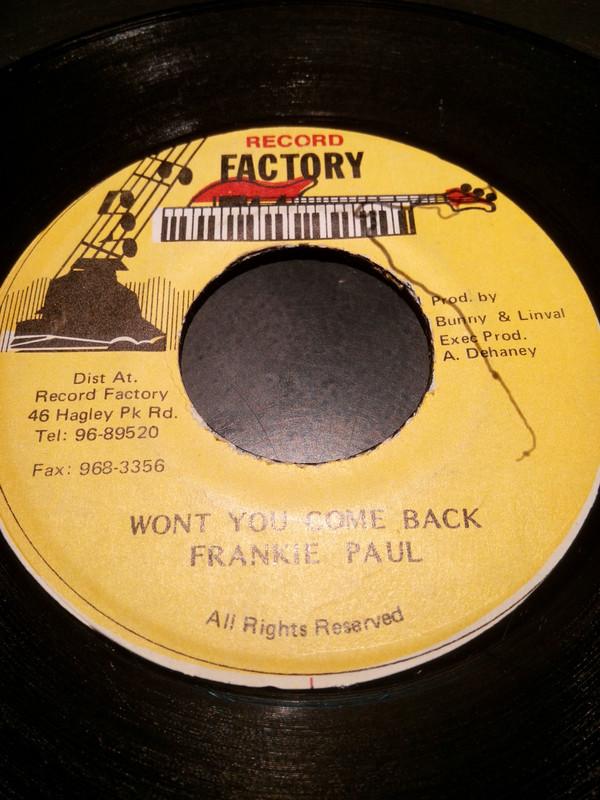 RECORD
FACTORY
Prod. by
Bunny & Linval
Exec Prod.
A. Dehaney
Dist At.
Record Factory
46 Hagley Pk Rd.
Tel: 96-89520
Fax: 968-3356
WONT YOU COME BACK
FRANKIE PAUL
All Rights Reserved